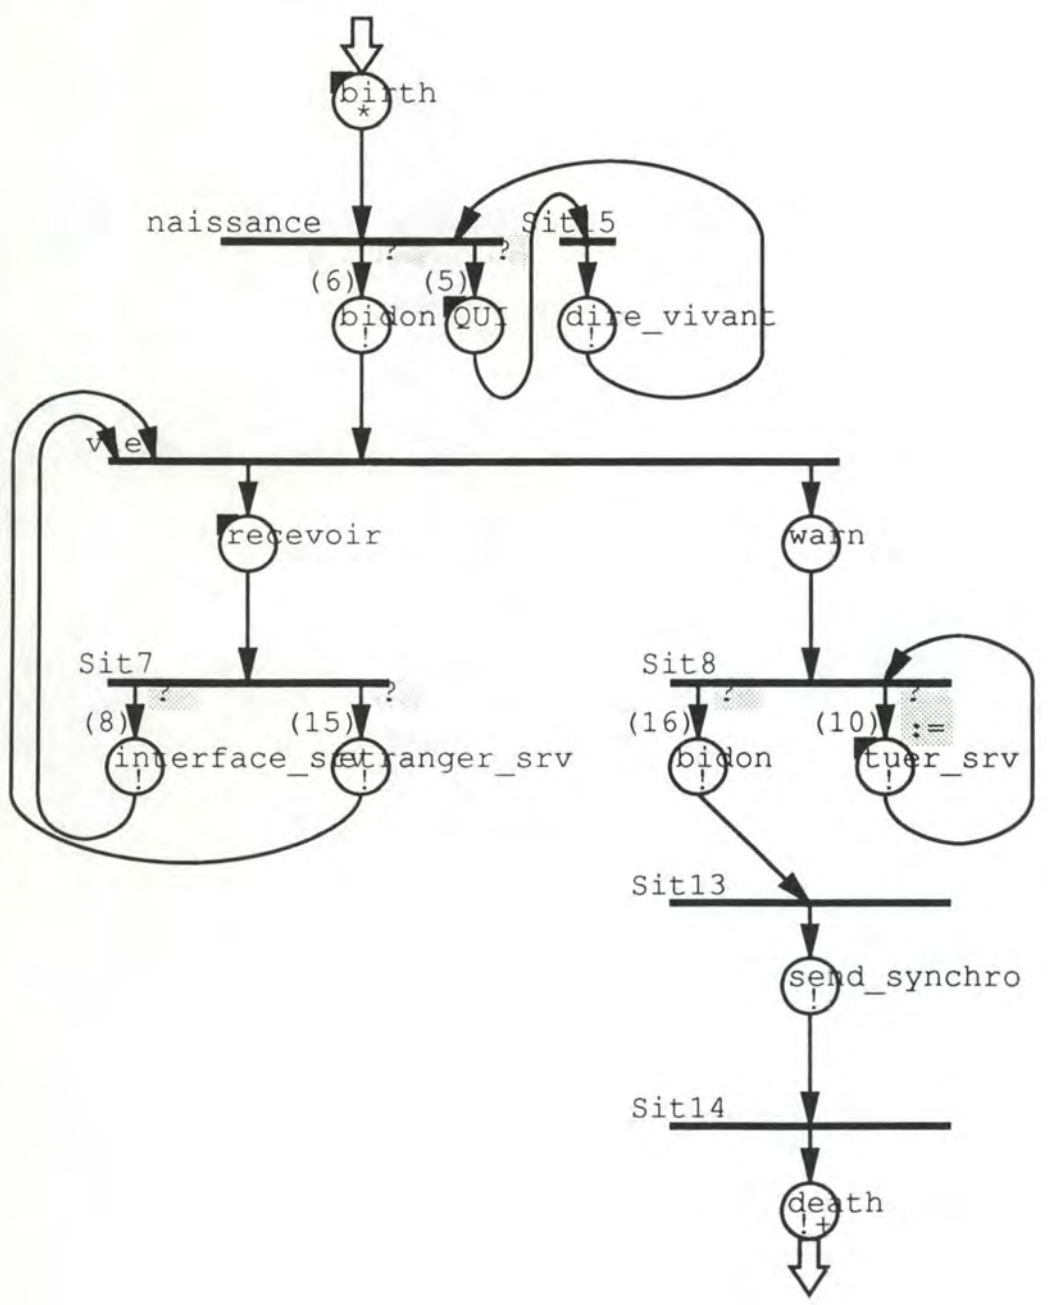 birth
*
naissance
Sit15
? ?
(6) (5)
bidon QUI dire_vivant
! !
vie
recevoir warn
Sit7 Sit8
? ? ? ?
(8) (15) (16) (10) :=
interface_srv etranger_srv bidon tuer_srv
! ! ! !
Sit13
send_synchro
!
Sit14
death
!+